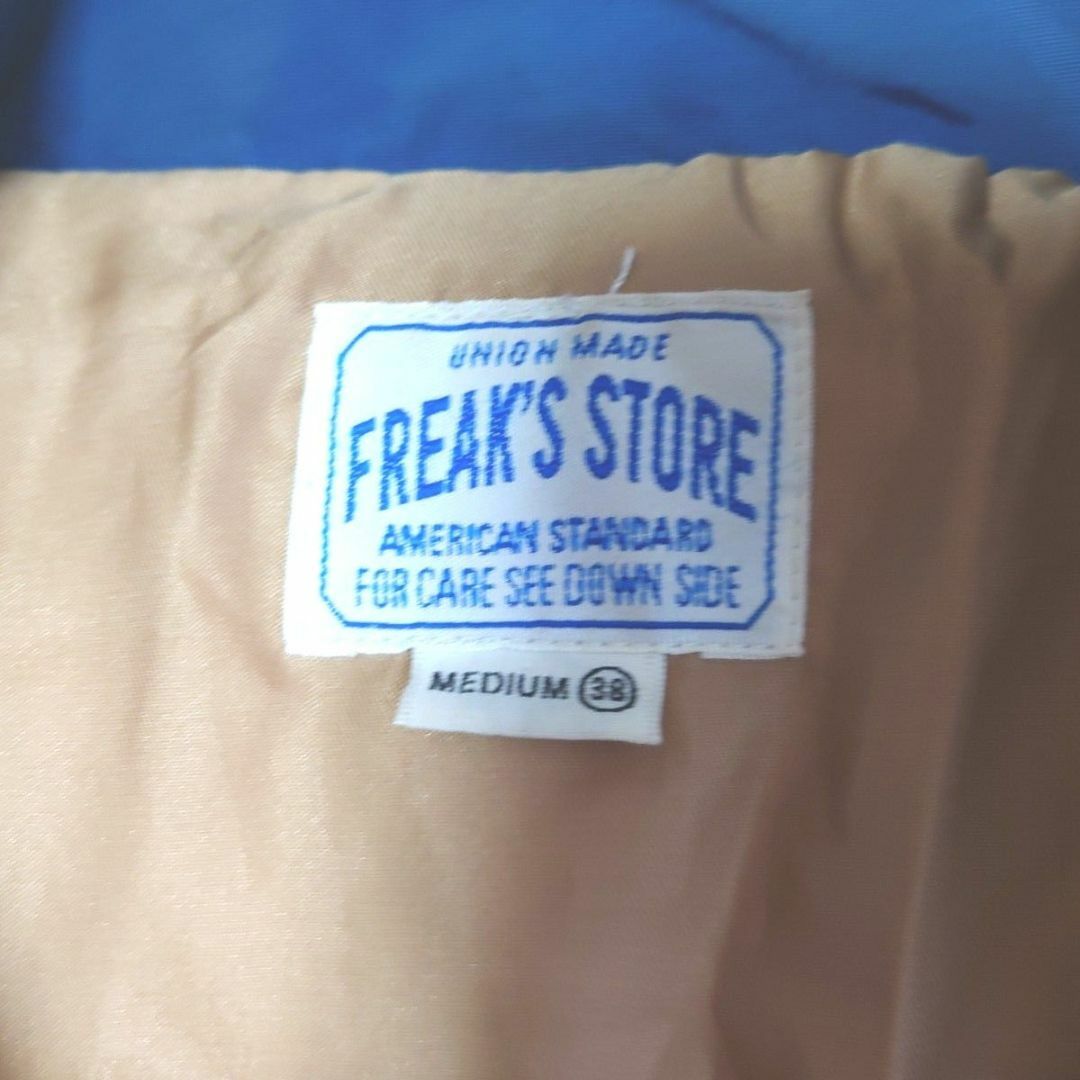 UNION MADE
FREAK'S STORE
AMERICAN STANDARD
FOR CARE SEE DOWN SIDE
MEDIUM 38